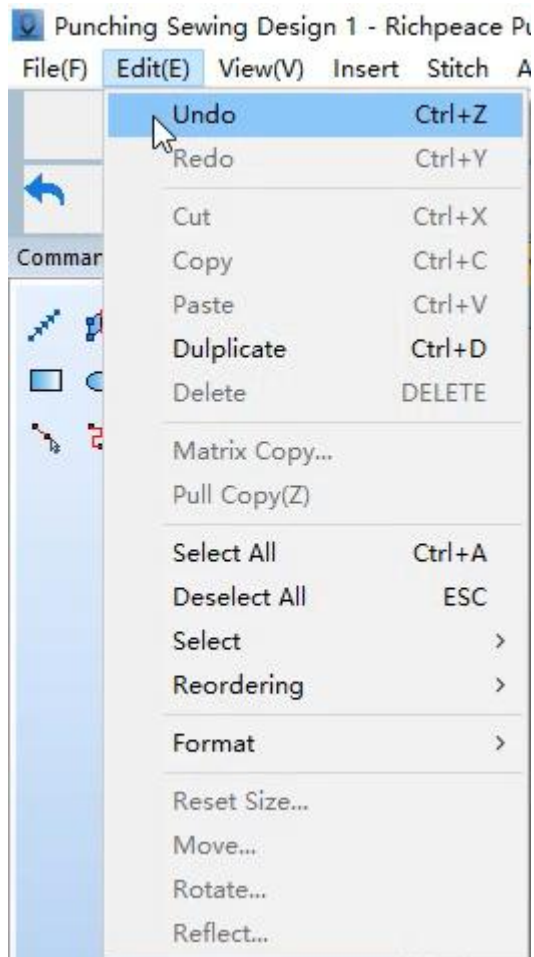 Punching Sewing Design 1 - Richpeace
File(F) Edit(E) View(V) Insert Stitch
Undo Ctrl+Z
Redo Ctrl+Y
Cut Ctrl+X
Copy Ctrl+C
Paste Ctrl+V
Dulplicate Ctrl+D
Delete DELETE
Matrix Copy...
Pull Copy(Z)
Select All Ctrl+A
Deselect All ESC
Select
Reordering
Format
Reset Size...
Move...
Rotate...
Reflect...